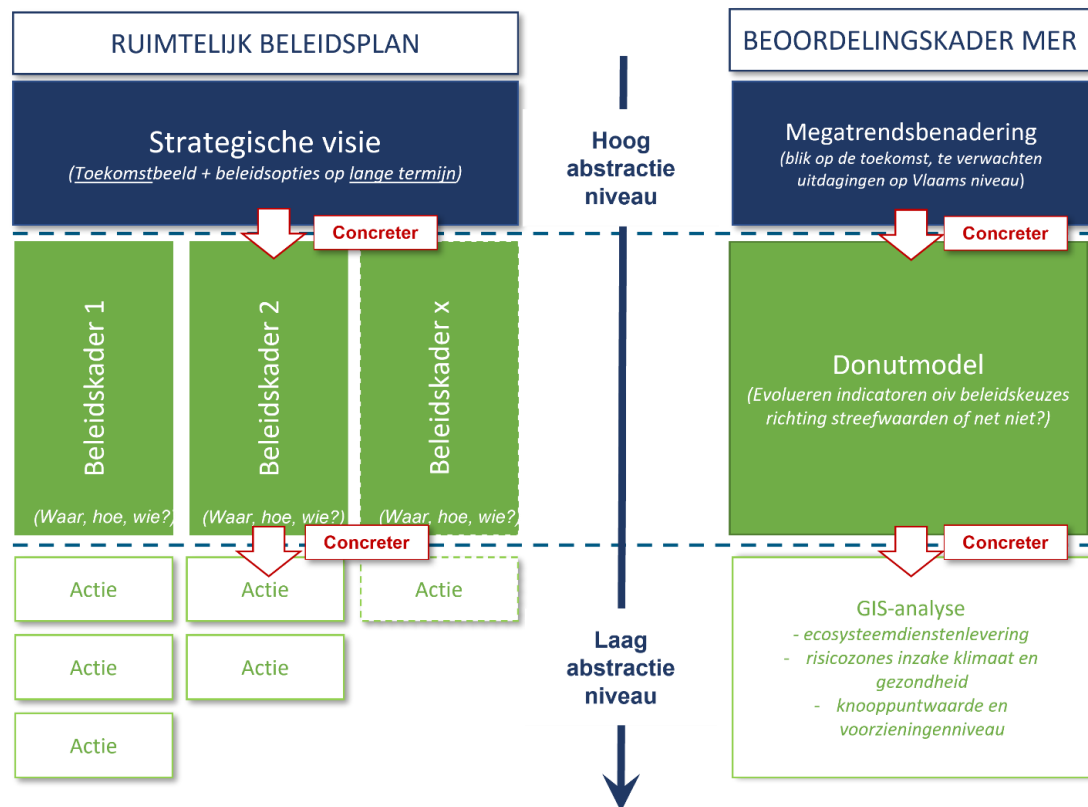 RUIMTELIJK BELEIDSPLAN
Strategische visie
(Toekomstbeeld + beleidsopties op lange termijn)
Concreter
Beleidskader 1
(Waar, hoe, wie?)
Beleidskader 2
(Waar, hoe, wie?)
Beleidskader x
(Waar, hoe, wie?)
Concreter
Actie
Actie
Actie
Actie
Actie
Actie
Hoog
abstractie
niveau
Laag
abstractie
niveau
BEOORDELINGSKADER MER
Megatrendsbenadering
(blik op de toekomst, te verwachten
uitdagingen op Vlaams niveau)
Concreter
Donutmodel
(Evolueren indicatoren oiv beleidskeuzes
richting streefwaarden of net niet?)
Concreter
GIS-analyse
- ecosysteemdienstenlevering
- risicozones inzake klimaat en
gezondheid
- knooppuntwaarde en
voorzieningenniveau